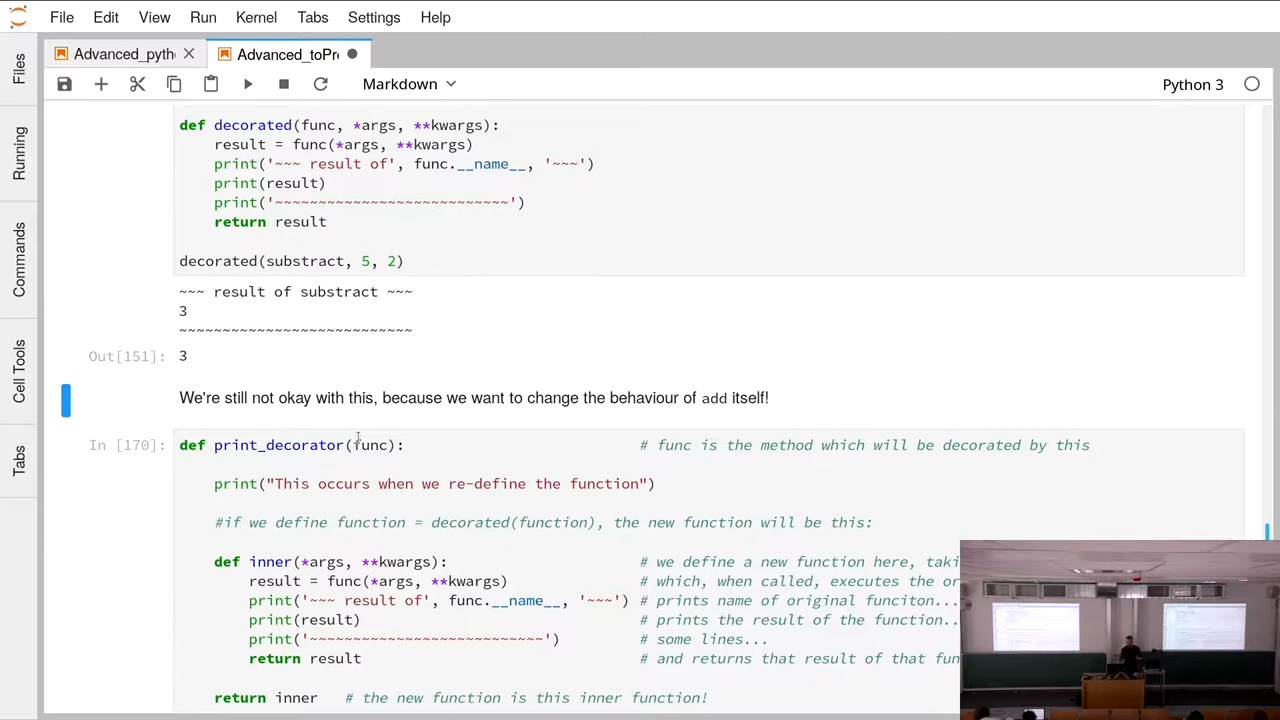 File Edit View Run Kernel Tabs Settings Help
Advanced_pyth
Advanced_toPr
Markdown
Python 3
Files
Running
Commands
Cell Tools
Tabs
def decorated(func, *args, **kwargs):
result = func(*args, **kwargs)
print('~~~ result of', func.__name__, '~~~')
print(result)
print('~~~~~~~~~~~~~~~~~~~~~~~~~~~')
return result
decorated(substract, 5, 2)
~~~ result of substract ~~~
3
~~~~~~~~~~~~~~~~~~~~~~~~~~~
Out[151]: 3
We're still not okay with this, because we want to change the behaviour of add itself!
In [170]: def print_decorator(func): # func is the method which will be decorated by this
print("This occurs when we re-define the function")
#if we define function = decorated(function), the new function will be this:
def inner(*args, **kwargs): # we define a new function here, taki
result = func(*args, **kwargs) # which, when called, executes the or
print('~~~ result of', func.__name__, '~~~') # prints name of original funciton...
print(result) # prints the result of the function..
print('~~~~~~~~~~~~~~~~~~~~~~~~~~~') # some lines...
return result # and returns that result of that fun
return inner # the new function is this inner function!